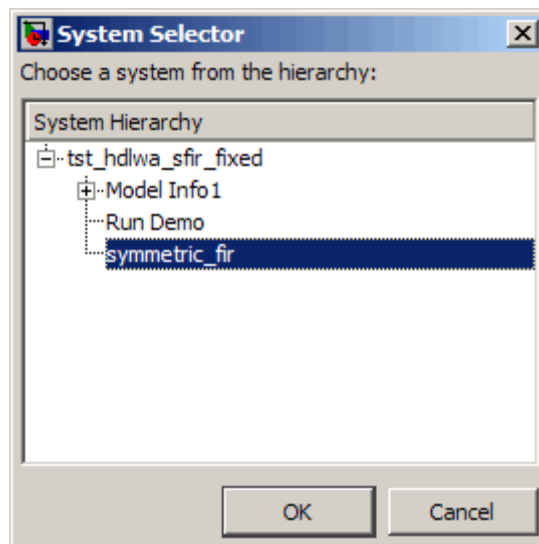 System Selector
Choose a system from the hierarchy:
System Hierarchy
tst_hdlwa_sfir_fixed
Model Info1
Run Demo
symmetric_fir
OK Cancel